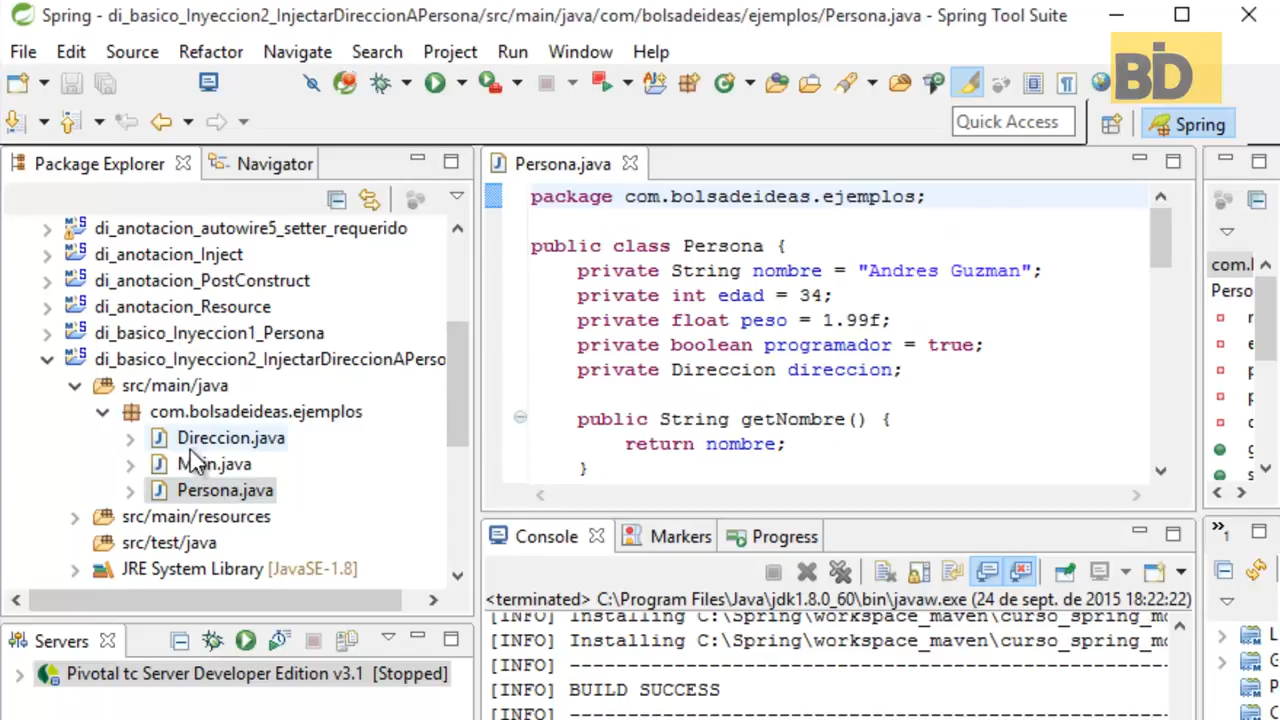 Spring - di_basico_Inyeccion2_InjectarDireccionAPersona/src/main/java/com/bolsadeideas/ejemplos/Persona.java - Spring Tool Suite
File Edit Source Refactor Navigate Search Project Run Window Help
BD
Quick Access
Spring
Package Explorer
Navigator
di_anotacion_autowire5_setter_requerido
di_anotacion_Inject
di_anotacion_PostConstruct
di_anotacion_Resource
di_basico_Inyeccion1_Persona
di_basico_Inyeccion2_InjectarDireccionAPerso
src/main/java
com.bolsadeideas.ejemplos
Direccion.java
Main.java
Persona.java
src/main/resources
src/test/java
JRE System Library [JavaSE-1.8]
Servers
Pivotal tc Server Developer Edition v3.1 [Stopped]
Persona.java
package com.bolsadeideas.ejemplos;
public class Persona {
private String nombre = "Andres Guzman";
private int edad = 34;
private float peso = 1.99f;
private boolean programador = true;
private Direccion direccion;
public String getNombre() {
return nombre;
}
Console
Markers
Progress
<terminated> C:\Program Files\Java\jdk1.8.0_60\bin\javaw.exe (24 de sept. de 2015 18:22:22)
[INFO] Installing C:\Spring\workspace_maven\curso_spring_mo
[INFO] Installing C:\Spring\workspace_maven\curso_spring_mo
[INFO] ------------------------------------------------------
[INFO] BUILD SUCCESS
[INFO] ------------------------------------------------------
com.l
Perso